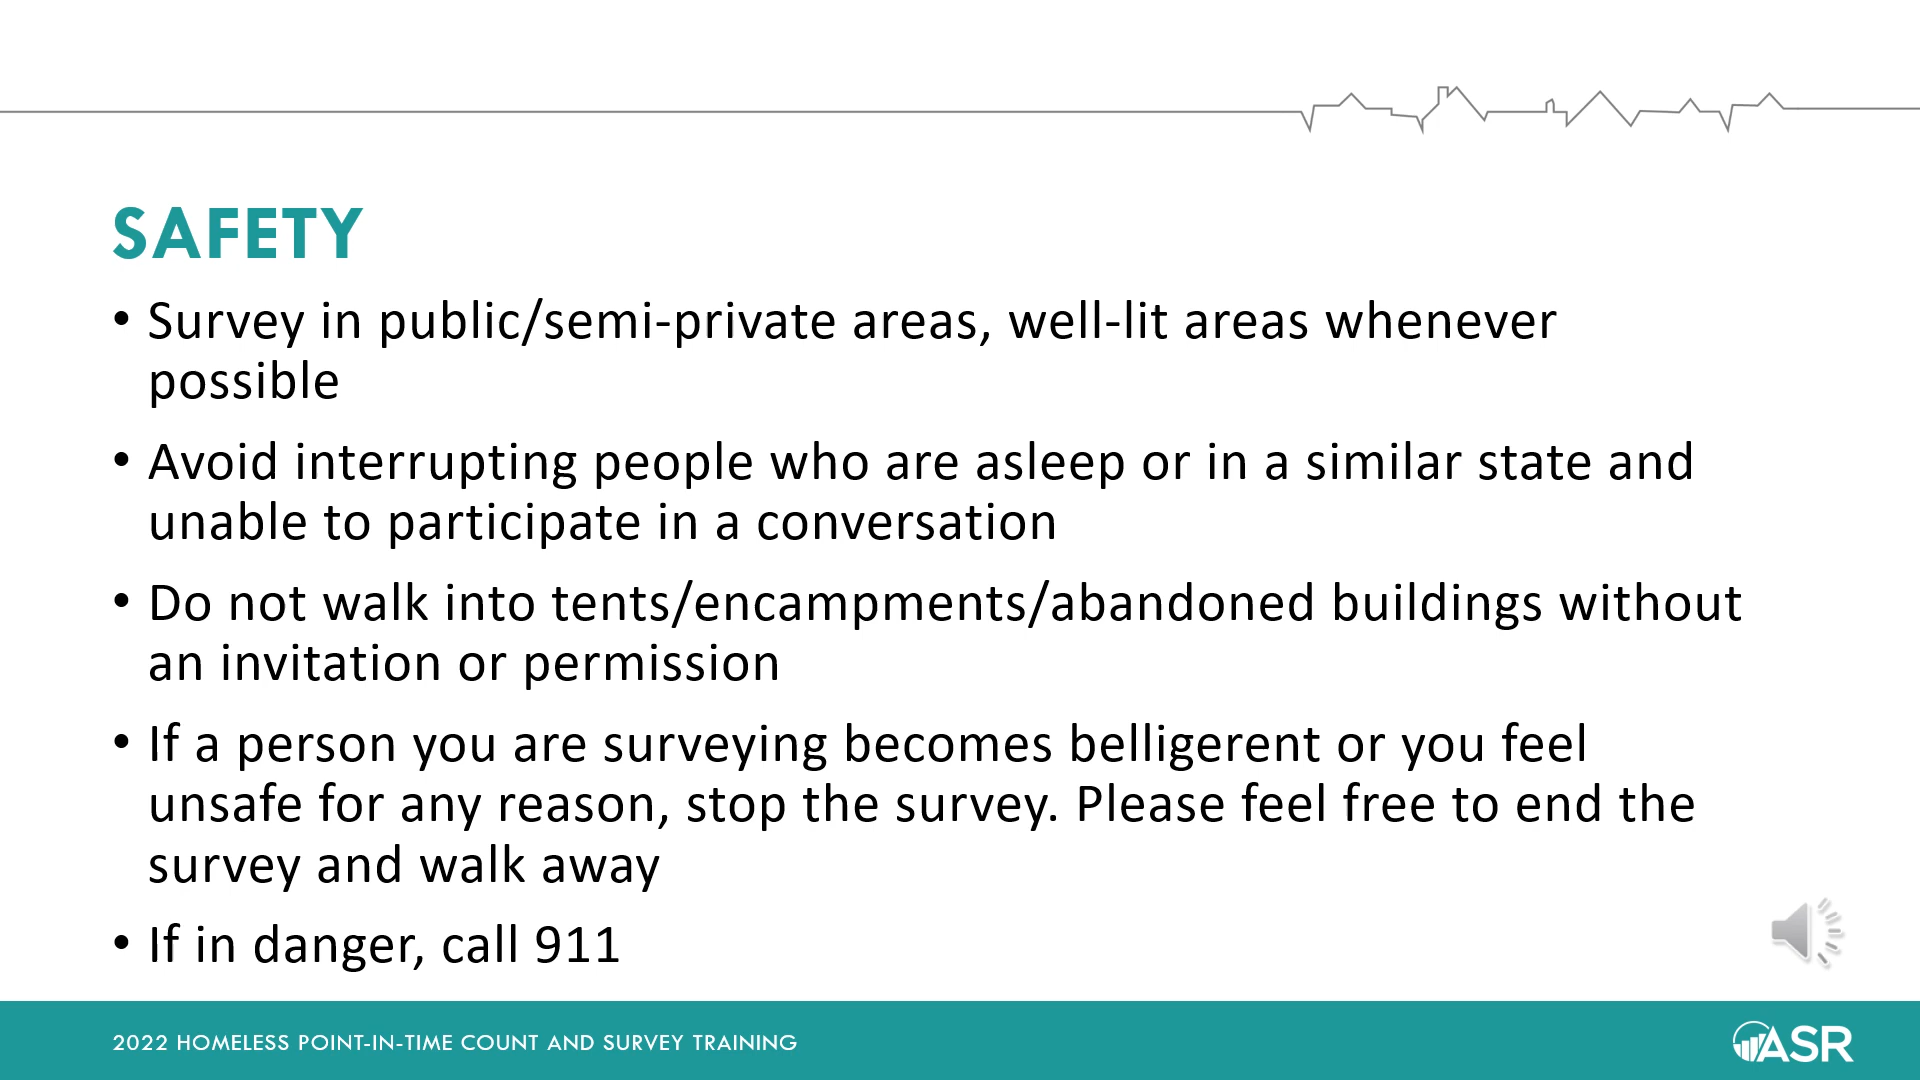 SAFETY
• Survey in public/semi-private areas, well-lit areas whenever
possible
• Avoid interrupting people who are asleep or in a similar state and
unable to participate in a conversation
• Do not walk into tents/encampments/abandoned buildings without
an invitation or permission
• If a person you are surveying becomes belligerent or you feel
unsafe for any reason, stop the survey. Please feel free to end the
survey and walk away
• If in danger, call 911
2022 HOMELESS POINT-IN-TIME COUNT AND SURVEY TRAINING
ASR